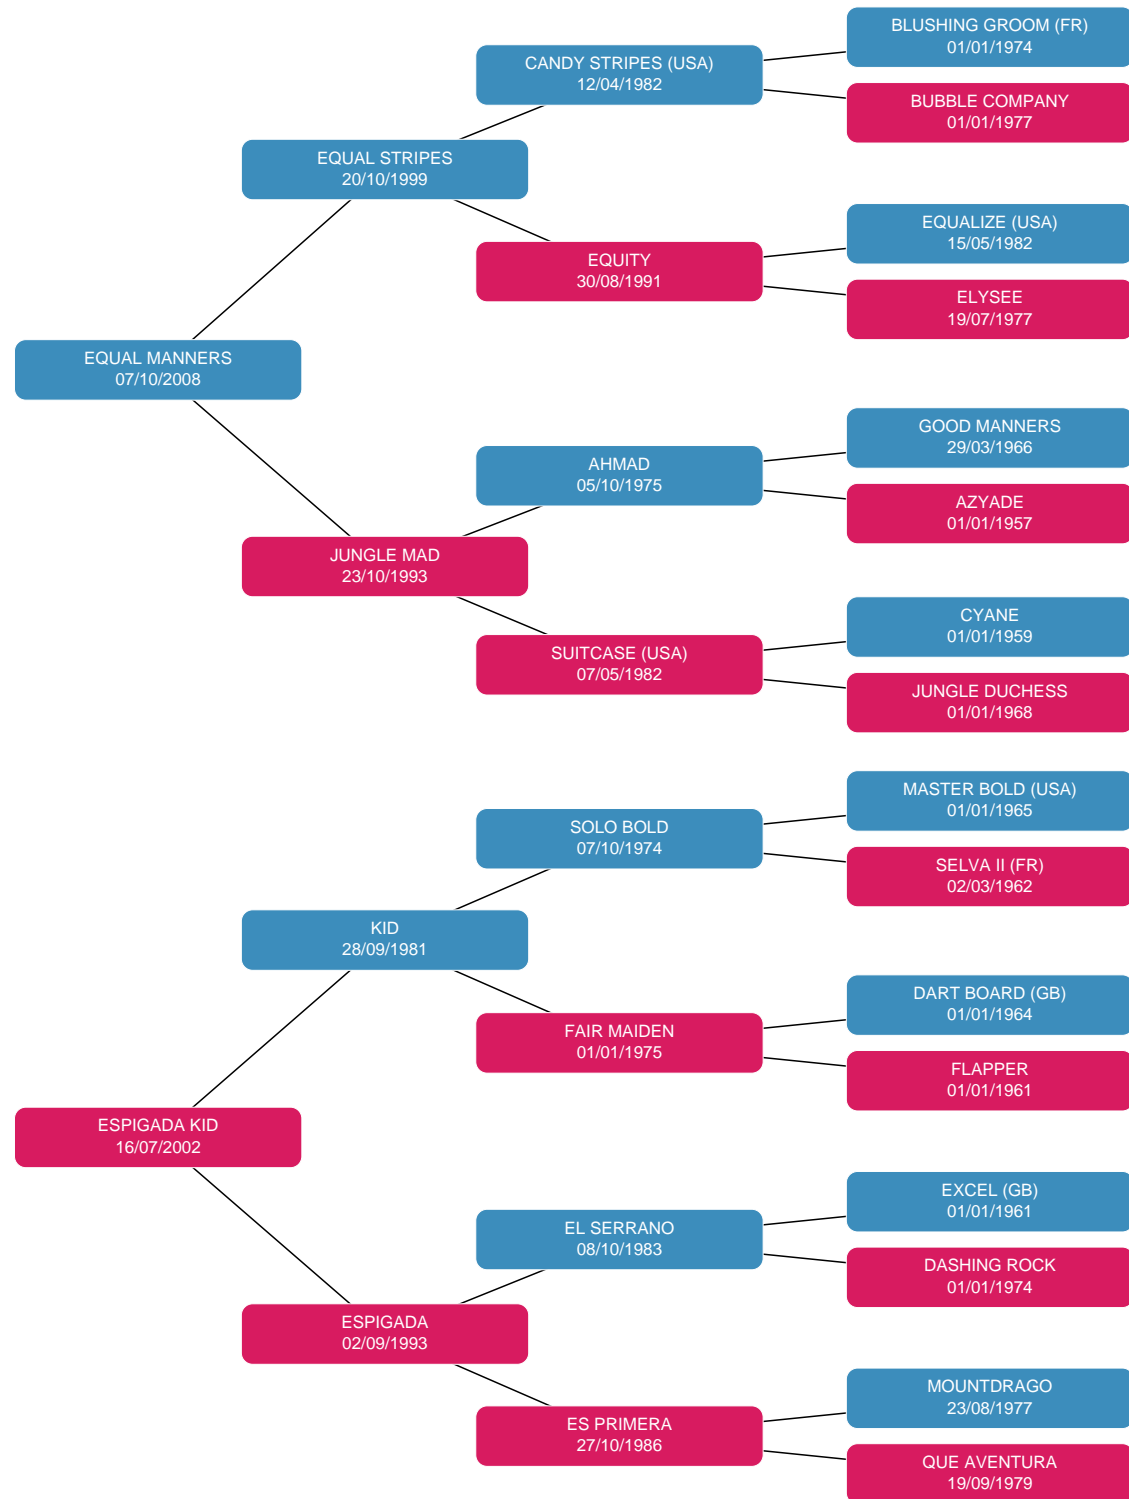 BLUSHING GROOM (FR)
01/01/1974
CANDY STRIPES (USA)
12/04/1982
BUBBLE COMPANY
01/01/1977
EQUAL STRIPES
20/10/1999
EQUALIZE (USA)
15/05/1982
EQUITY
30/08/1991
ELYSEE
19/07/1977
EQUAL MANNERS
07/10/2008
GOOD MANNERS
29/03/1966
AHMAD
05/10/1975
AZYADE
01/01/1957
JUNGLE MAD
23/10/1993
CYANE
01/01/1959
SUITCASE (USA)
07/05/1982
JUNGLE DUCHESS
01/01/1968
MASTER BOLD (USA)
01/01/1965
SOLO BOLD
07/10/1974
SELVA II (FR)
02/03/1962
KID
28/09/1981
DART BOARD (GB)
01/01/1964
FAIR MAIDEN
01/01/1975
FLAPPER
01/01/1961
ESPIGADA KID
16/07/2002
EXCEL (GB)
01/01/1961
EL SERRANO
08/10/1983
DASHING ROCK
01/01/1974
ESPIGADA
02/09/1993
MOUNTDRAGO
23/08/1977
ES PRIMERA
27/10/1986
QUE AVENTURA
19/09/1979